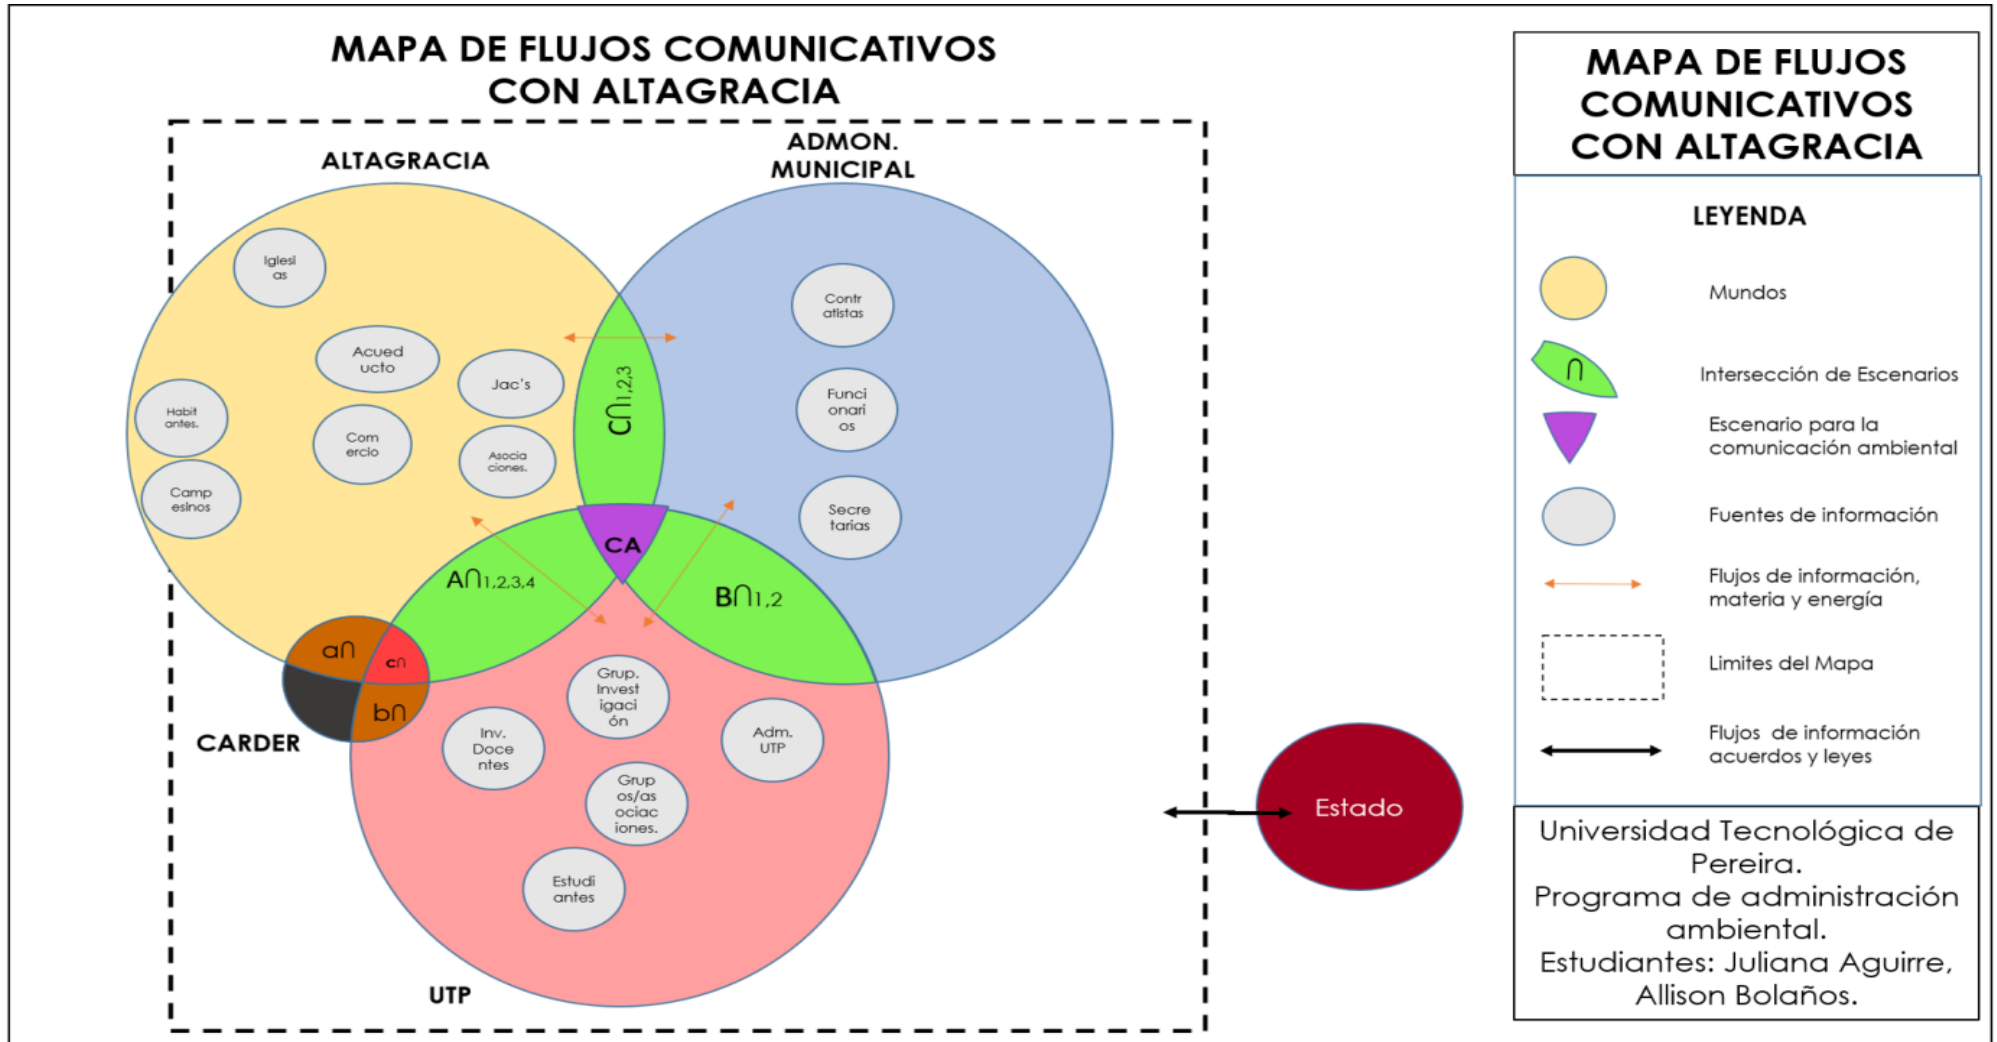 MAPA DE FLUJOS COMUNICATIVOS
CON ALTAGRACIA
ALTAGRACIA
ADMON.
MUNICIPAL
Iglesi
as
Acued
ucto
Jac's
Habit
antes.
Com
ercio
Asocia
ciones.
Camp
esinos
Contr
atistas
Funci
onari
os
Secre
tarias
C∩1,2,3
CA
A∩1,2,3,4
B∩1,2
a∩
c∩
b∩
CARDER
Grup.
Invest
igaci
ón
Inv.
Doce
ntes
Adm.
UTP
Grup
os/as
ociac
iones.
Estudi
antes
UTP
Estado
MAPA DE FLUJOS
COMUNICATIVOS
CON ALTAGRACIA
LEYENDA
Mundos
∩
Intersección de Escenarios
Escenario para la
comunicación ambiental
Fuentes de información
Flujos de información,
materia y energía
Limites del Mapa
Flujos de información
acuerdos y leyes
Universidad Tecnológica de
Pereira.
Programa de administración
ambiental.
Estudiantes: Juliana Aguirre,
Allison Bolaños.